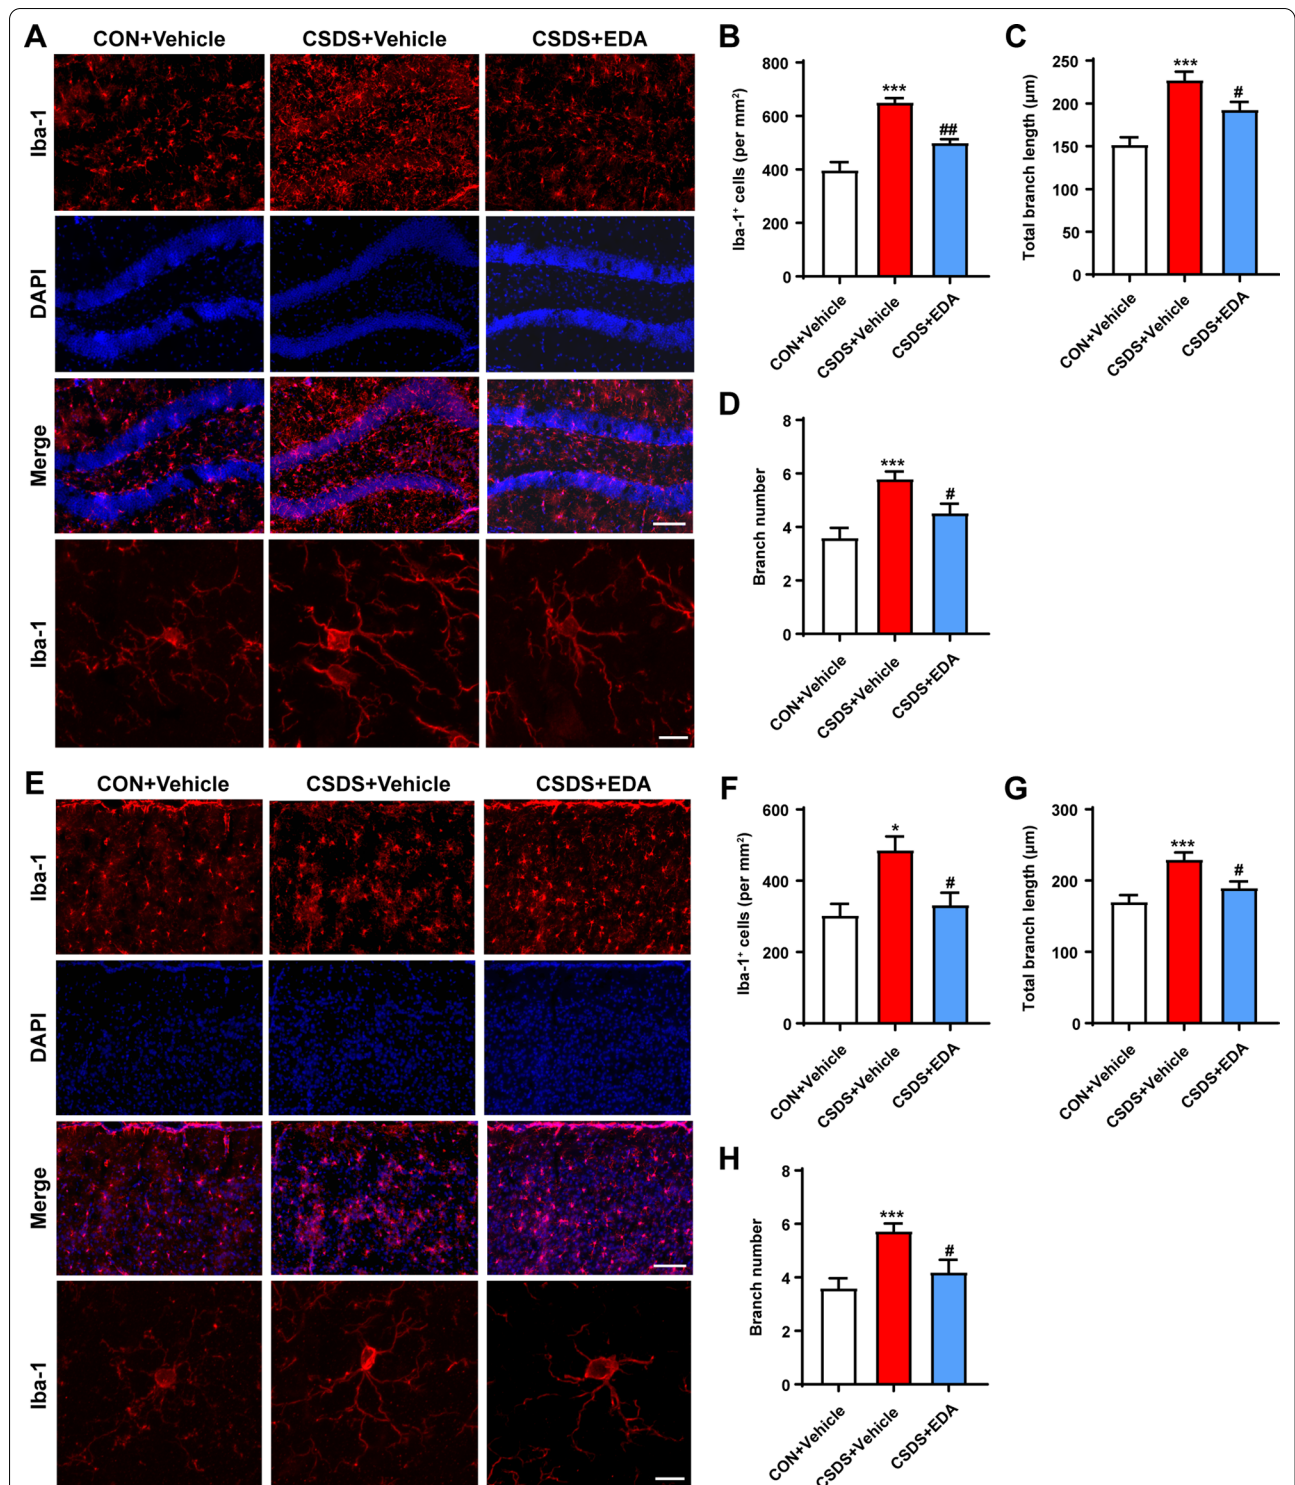 A
CON+Vehicle
CSDS+Vehicle
CSDS+EDA
Iba-1
DAPI
Merge
Iba-1
B
Iba-1⁺ cells (per mm²)
800
600
400
200
0
***
##
CON+Vehicle
CSDS+Vehicle
CSDS+EDA
C
Total branch length (μm)
250
200
150
100
50
0
***
#
CON+Vehicle
CSDS+Vehicle
CSDS+EDA
D
Branch number
8
6
4
2
0
***
#
CON+Vehicle
CSDS+Vehicle
CSDS+EDA
E
CON+Vehicle
CSDS+Vehicle
CSDS+EDA
Iba-1
DAPI
Merge
Iba-1
F
Iba-1⁺ cells (per mm²)
600
400
200
0
*
#
CON+Vehicle
CSDS+Vehicle
CSDS+EDA
G
Total branch length (μm)
300
200
100
0
***
#
CON+Vehicle
CSDS+Vehicle
CSDS+EDA
H
Branch number
8
6
4
2
0
***
#
CON+Vehicle
CSDS+Vehicle
CSDS+EDA